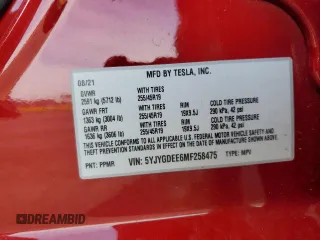 MFD BY TESLA, INC.
08/21
GVWR
2591 kg (5712 lb)
WITH TIRES
255/45R19
RIM
COLD TIRE PRESSURE
GAWR FRT
1363 kg (3004 lb)
WITH TIRES
255/45R19
RIM
19X9.5J
COLD TIRE PRESSURE
290 kPa, 42 psi
GAWR RR
1636 kg (3606 lb)
255/45R19
19X9.5J
290 kPa, 42 psi
THIS VEHICLE CONFORMS TO ALL APPLICABLE FEDERAL MOTOR VEHICLE SAFETY, BUMPER, AND THEFT PREVENTION STANDARDS IN EFFECT ON THE DATE OF MANUFACTURE SHOWN ABOVE.
VIN: 5YJYGDEE6MF258475
PNT: PPMR
TYPE: MPV
DREAMBID